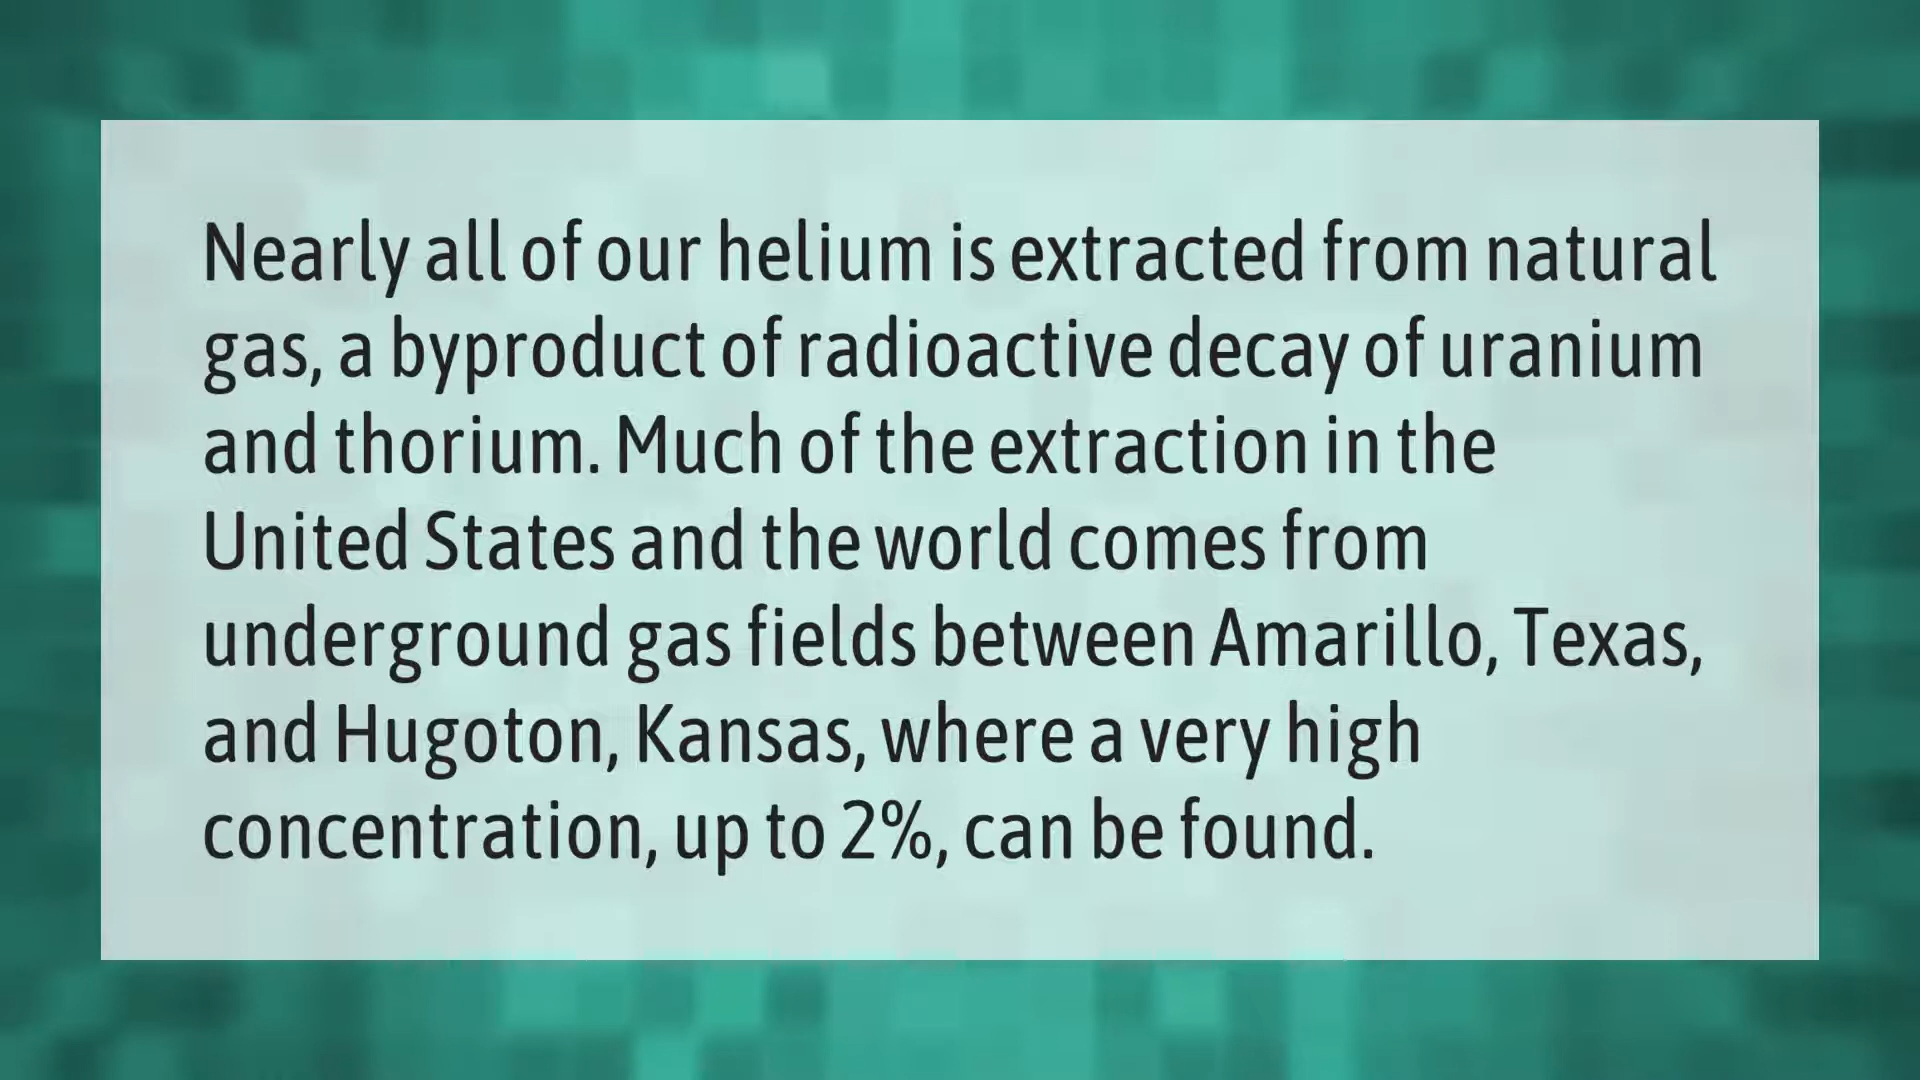 Nearly all of our helium is extracted from natural
gas, a byproduct of radioactive decay of uranium
and thorium. Much of the extraction in the
United States and the world comes from
underground gas fields between Amarillo, Texas,
and Hugoton, Kansas, where a very high
concentration, up to 2%, can be found.